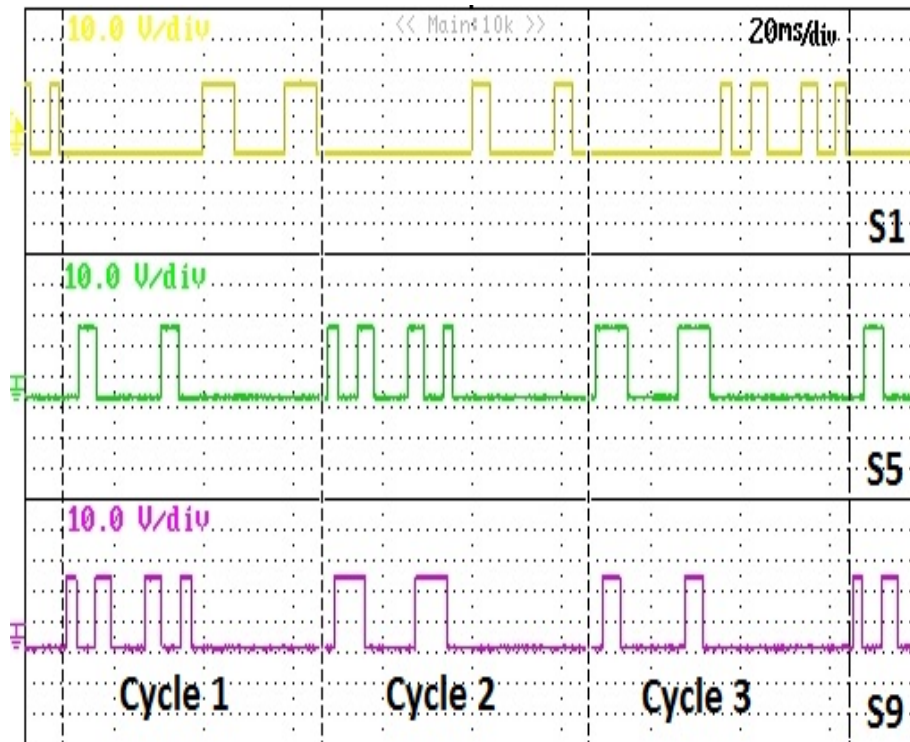 10.0 V/div << Main:10k >> 20ms/div
S1
10.0 V/div
S5
10.0 V/div
Cycle 1 Cycle 2 Cycle 3 S9